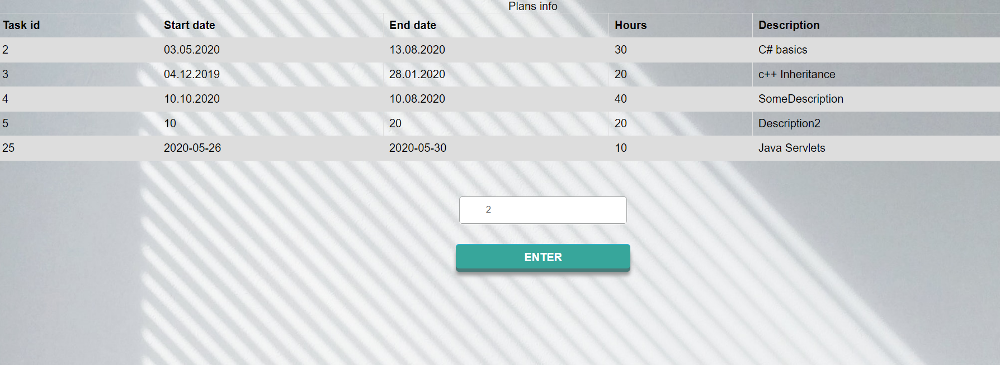 Plans info
Task id Start date End date Hours Description
2 03.05.2020 13.08.2020 30 C# basics
3 04.12.2019 28.01.2020 20 c++ Inheritance
4 10.10.2020 10.08.2020 40 SomeDescription
5 10 20 20 Description2
25 2020-05-26 2020-05-30 10 Java Servlets
2
ENTER